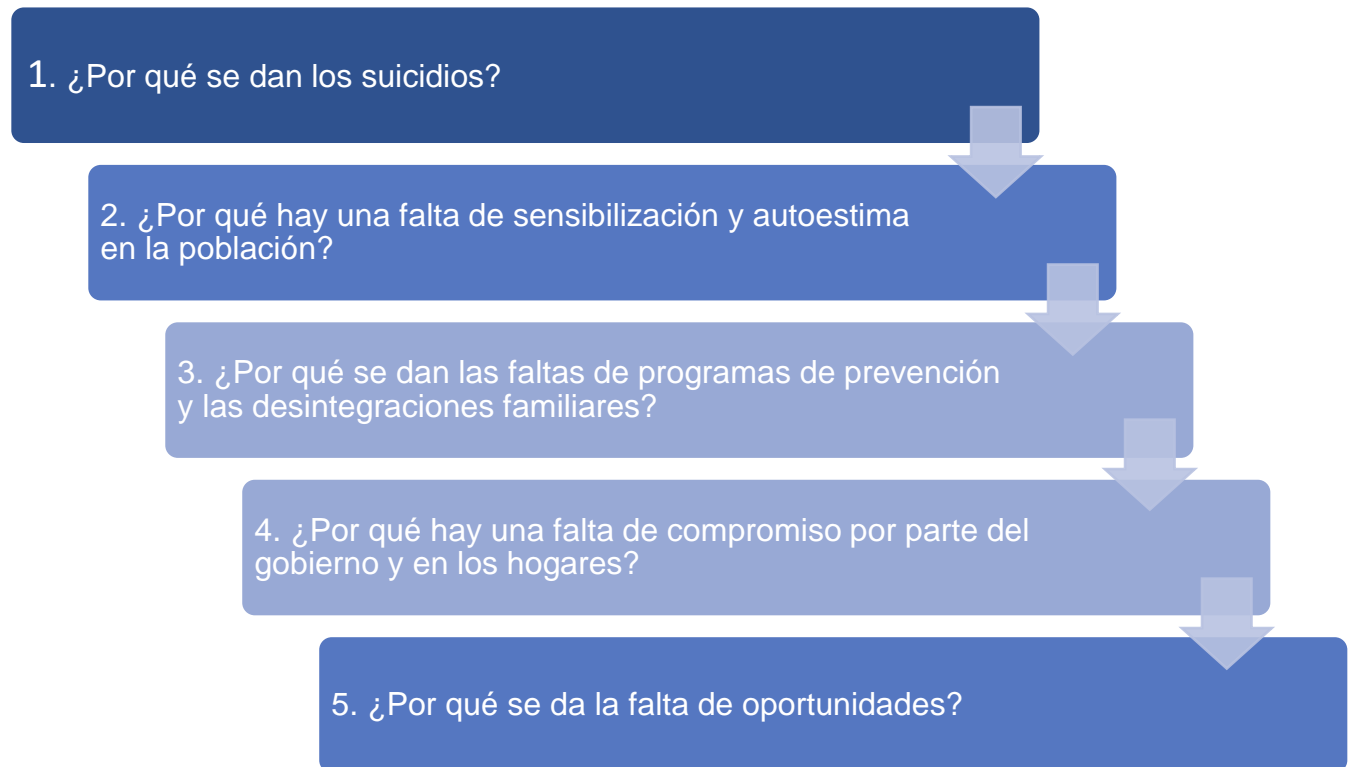 1. ¿Por qué se dan los suicidios?
2. ¿Por qué hay una falta de sensibilización y autoestima
en la población?
3. ¿Por qué se dan las faltas de programas de prevención
y las desintegraciones familiares?
4. ¿Por qué hay una falta de compromiso por parte del
gobierno y en los hogares?
5. ¿Por qué se da la falta de oportunidades?